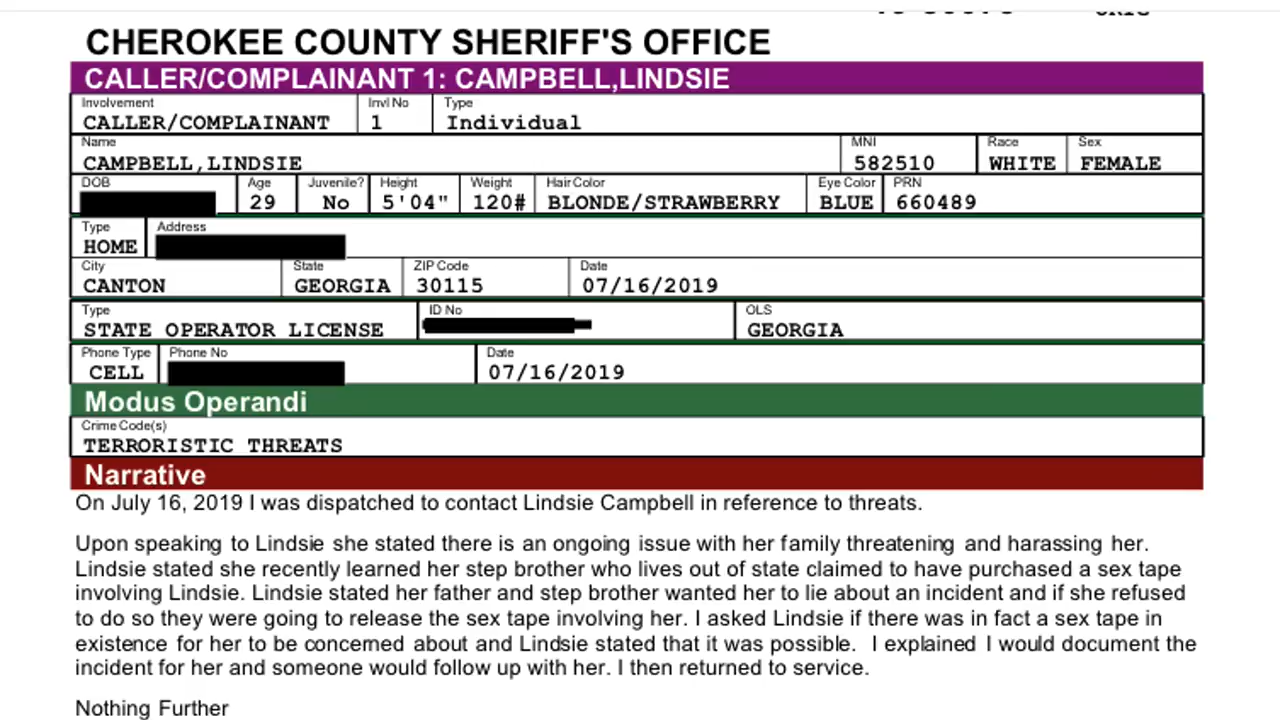 CHEROKEE COUNTY SHERIFF'S OFFICE
CALLER/COMPLAINANT 1: CAMPBELL,LINDSIE
Involvement Invl No Type
CALLER/COMPLAINANT 1 Individual
Name MNI Race Sex
CAMPBELL,LINDSIE 582510 WHITE FEMALE
DOB Age Juvenile? Height Weight Hair Color Eye Color PRN
29 No 5'04" 120# BLONDE/STRAWBERRY BLUE 660489
Type Address
HOME
City State ZIP Code Date
CANTON GEORGIA 30115 07/16/2019
Type ID No OLS
STATE OPERATOR LICENSE GEORGIA
Phone Type Phone No Date
CELL 07/16/2019
Modus Operandi
Crime Code(s)
TERRORISTIC THREATS
Narrative
On July 16, 2019 I was dispatched to contact Lindsie Campbell in reference to threats.
Upon speaking to Lindsie she stated there is an ongoing issue with her family threatening and harassing her.
Lindsie stated she recently learned her step brother who lives out of state claimed to have purchased a sex tape
involving Lindsie. Lindsie stated her father and step brother wanted her to lie about an incident and if she refused
to do so they were going to release the sex tape involving her. I asked Lindsie if there was in fact a sex tape in
existence for her to be concerned about and Lindsie stated that it was possible. I explained I would document the
incident for her and someone would follow up with her. I then returned to service.
Nothing Further